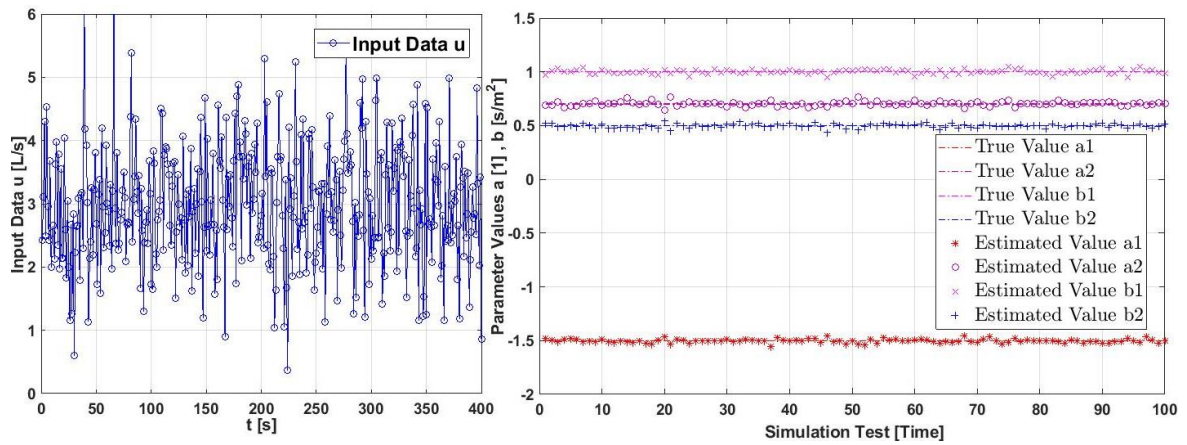 Input Data u
Input Data u [L/s]
6
5
4
3
2
1
0
0 50 100 150 200 250 300 350 400
t [s]
Parameter Values a [1] , b [s/m²]
1.5
1
0.5
0
-0.5
-1
-1.5
-2
True Value a1
True Value a2
True Value b1
True Value b2
Estimated Value a1
Estimated Value a2
Estimated Value b1
Estimated Value b2
0 10 20 30 40 50 60 70 80 90 100
Simulation Test [Time]